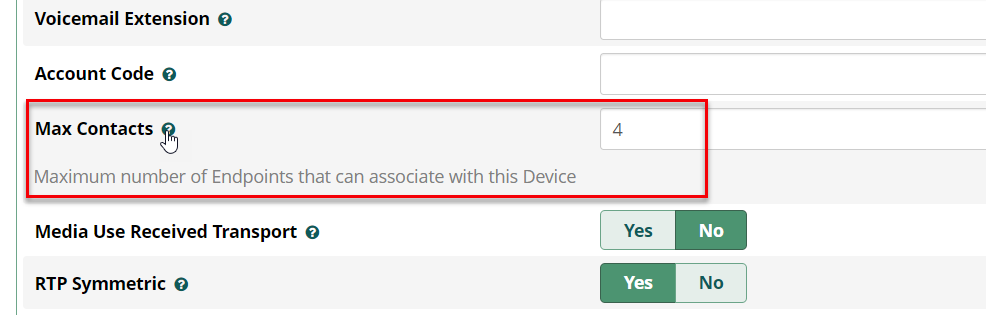 Voicemail Extension
Account Code
Max Contacts 4
Maximum number of Endpoints that can associate with this Device
Media Use Received Transport Yes No
RTP Symmetric Yes No